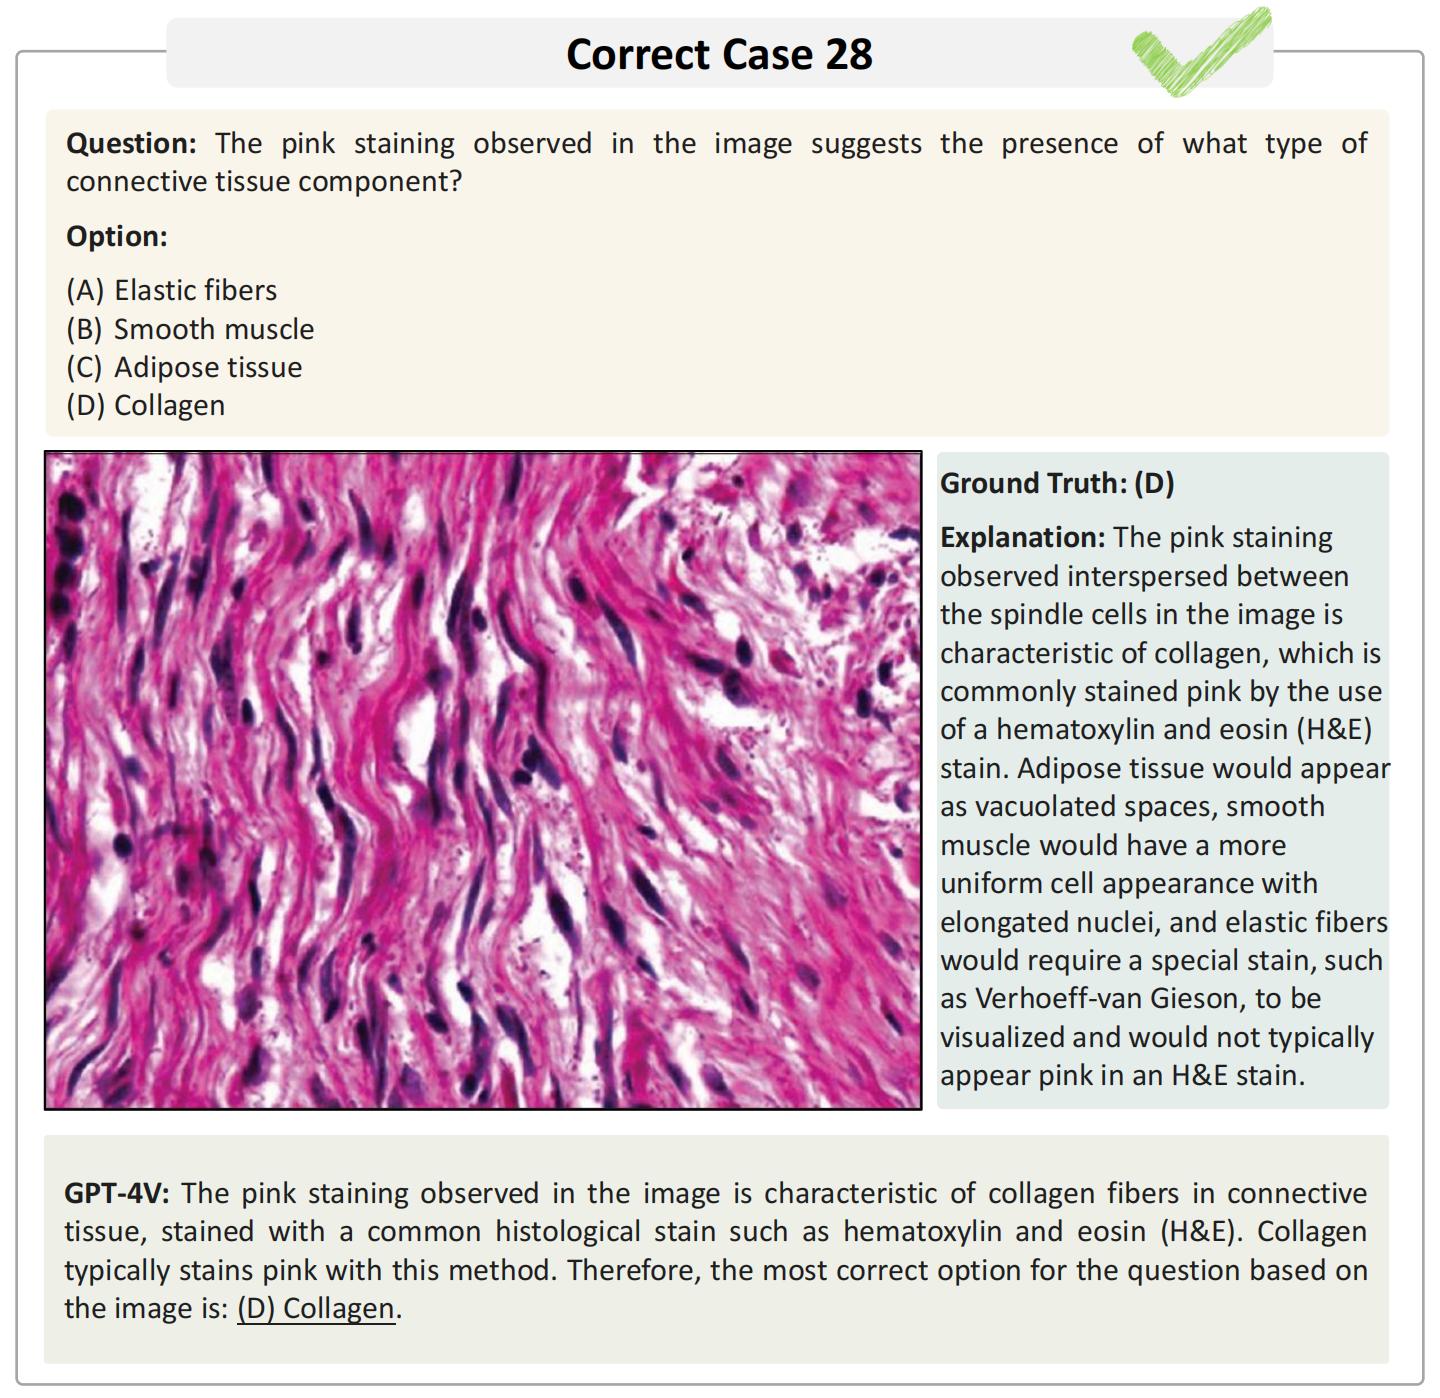 Correct Case 28
Question: The pink staining observed in the image suggests the presence of what type of
connective tissue component?
Option:
(A) Elastic fibers
(B) Smooth muscle
(C) Adipose tissue
(D) Collagen
Ground Truth: (D)
Explanation: The pink staining
observed interspersed between
the spindle cells in the image is
characteristic of collagen, which is
commonly stained pink by the use
of a hematoxylin and eosin (H&E)
stain. Adipose tissue would appear
as vacuolated spaces, smooth
muscle would have a more
uniform cell appearance with
elongated nuclei, and elastic fibers
would require a special stain, such
as Verhoeff-van Gieson, to be
visualized and would not typically
appear pink in an H&E stain.
GPT-4V: The pink staining observed in the image is characteristic of collagen fibers in connective
tissue, stained with a common histological stain such as hematoxylin and eosin (H&E). Collagen
typically stains pink with this method. Therefore, the most correct option for the question based on
the image is: (D) Collagen.